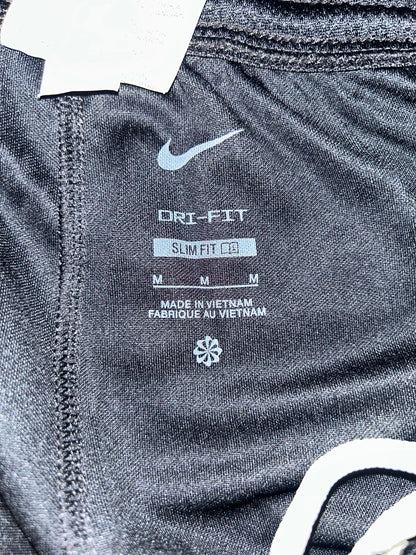 DRI-FIT
SLIM FIT
M M M
MADE IN VIETNAM
FABRIQUE AU VIETNAM